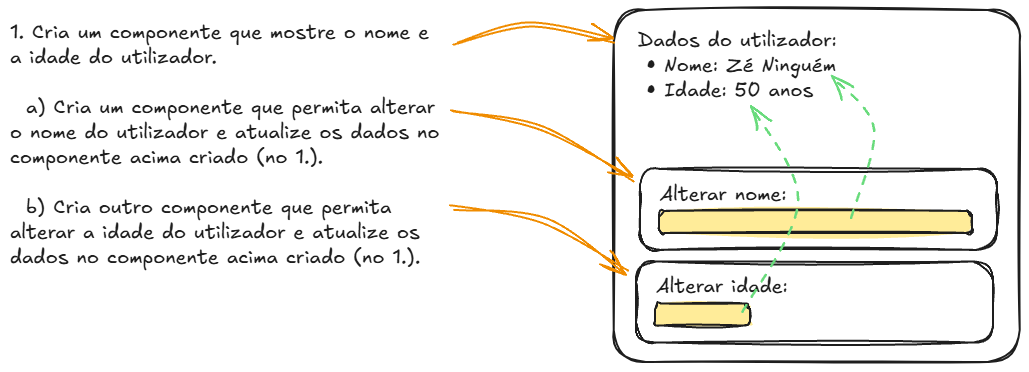 1. Cria um componente que mostre o nome e
a idade do utilizador.
a) Cria um componente que permita alterar
o nome do utilizador e atualize os dados no
componente acima criado (no 1.).
b) Cria outro componente que permita
alterar a idade do utilizador e atualize os
dados no componente acima criado (no 1.).
Dados do utilizador:
• Nome: Zé Ninguém
• Idade: 50 anos
Alterar nome:
Alterar idade: